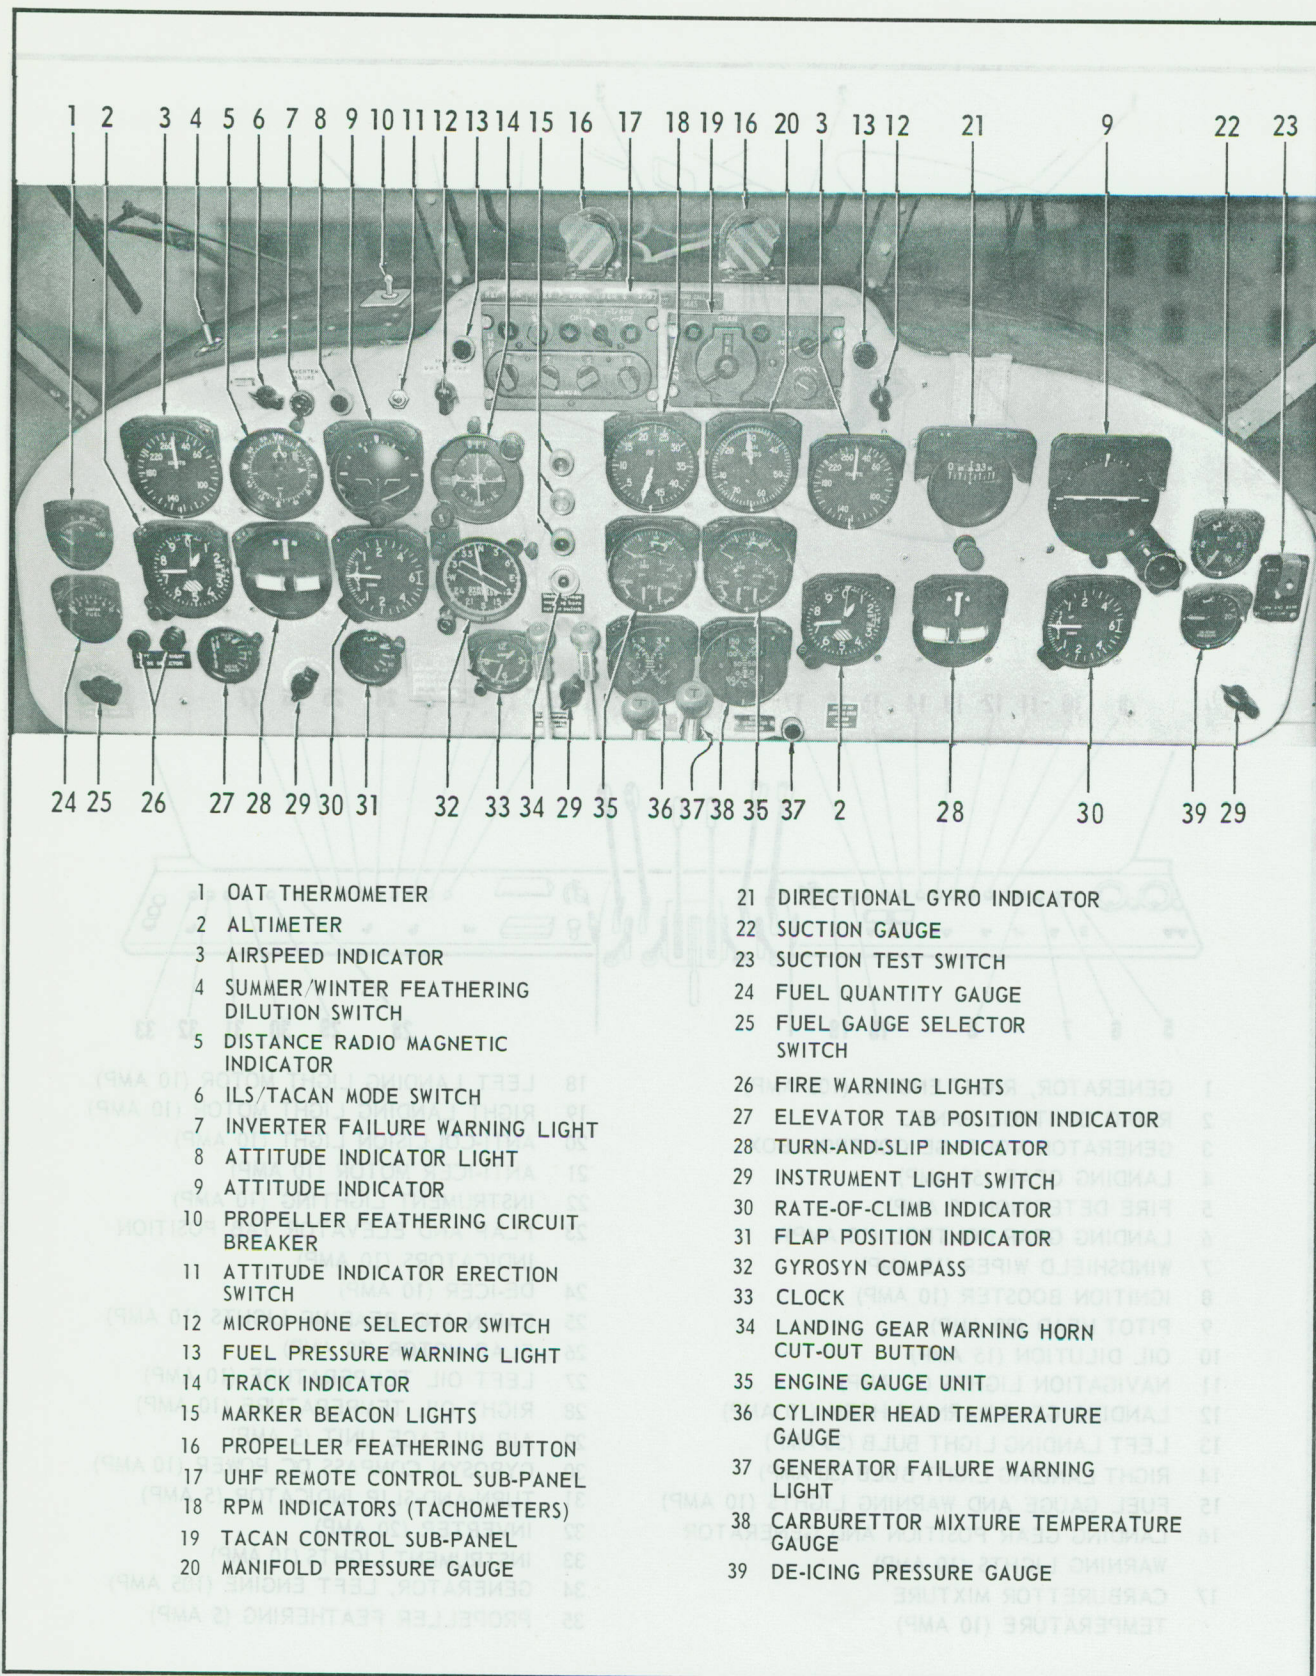 1 2 3 4 5 6 7 8 9 10 11 12 13 14 15 16 17 18 19 16 20 3 13 12 21 9 22 23
24 25 26 27 28 29 30 31 32 33 34 29 35 36 37 38 35 37 2 28 30 39 29
1 OAT THERMOMETER
2 ALTIMETER
3 AIRSPEED INDICATOR
4 SUMMER/WINTER FEATHERING
DILUTION SWITCH
5 DISTANCE RADIO MAGNETIC
INDICATOR
6 ILS/TACAN MODE SWITCH
7 INVERTER FAILURE WARNING LIGHT
8 ATTITUDE INDICATOR LIGHT
9 ATTITUDE INDICATOR
10 PROPELLER FEATHERING CIRCUIT
BREAKER
11 ATTITUDE INDICATOR ERECTION
SWITCH
12 MICROPHONE SELECTOR SWITCH
13 FUEL PRESSURE WARNING LIGHT
14 TRACK INDICATOR
15 MARKER BEACON LIGHTS
16 PROPELLER FEATHERING BUTTON
17 UHF REMOTE CONTROL SUB-PANEL
18 RPM INDICATORS (TACHOMETERS)
19 TACAN CONTROL SUB-PANEL
20 MANIFOLD PRESSURE GAUGE
21 DIRECTIONAL GYRO INDICATOR
22 SUCTION GAUGE
23 SUCTION TEST SWITCH
24 FUEL QUANTITY GAUGE
25 FUEL GAUGE SELECTOR
SWITCH
26 FIRE WARNING LIGHTS
27 ELEVATOR TAB POSITION INDICATOR
28 TURN-AND-SLIP INDICATOR
29 INSTRUMENT LIGHT SWITCH
30 RATE-OF-CLIMB INDICATOR
31 FLAP POSITION INDICATOR
32 GYROSYN COMPASS
33 CLOCK
34 LANDING GEAR WARNING HORN
CUT-OUT BUTTON
35 ENGINE GAUGE UNIT
36 CYLINDER HEAD TEMPERATURE
GAUGE
37 GENERATOR FAILURE WARNING
LIGHT
38 CARBURETTOR MIXTURE TEMPERATURE
GAUGE
39 DE-ICING PRESSURE GAUGE